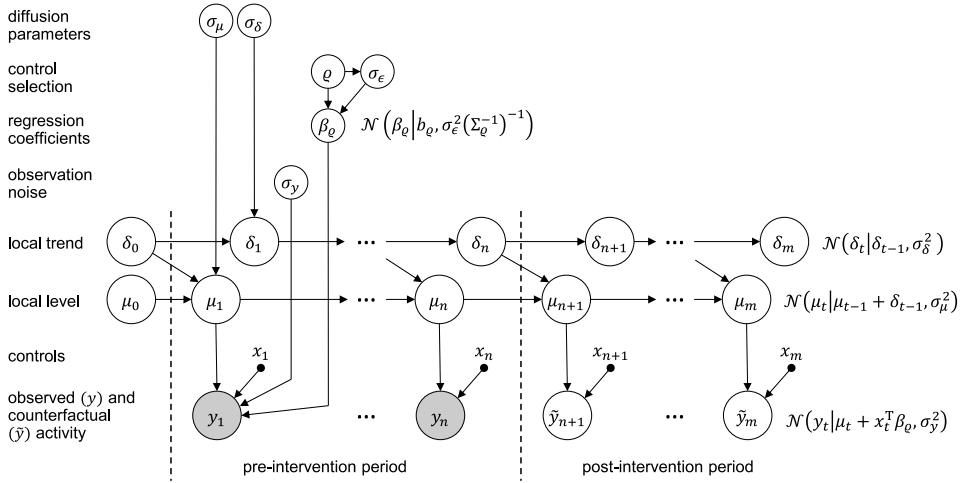 diffusion
parameters
σ_μ σ_δ
control
selection
ϱ σ_ϵ
regression
coefficients
β_ϱ 𝒩(β_ϱ|b_ϱ, σ_ϵ^2(Σ_ϱ^{-1})^{-1})
observation
noise
σ_y
local trend δ_0 δ_1 ... δ_n δ_{n+1} ... δ_m 𝒩(δ_t|δ_{t-1}, σ_δ^2)
local level μ_0 μ_1 ... μ_n μ_{n+1} ... μ_m 𝒩(μ_t|μ_{t-1} + δ_{t-1}, σ_μ^2)
controls x_1 x_n x_{n+1} x_m
observed (y) and
counterfactual
(ỹ) activity
y_1 ... y_n ỹ_{n+1} ... ỹ_m 𝒩(y_t|μ_t + x_t^T β_ϱ, σ_y^2)
pre-intervention period post-intervention period